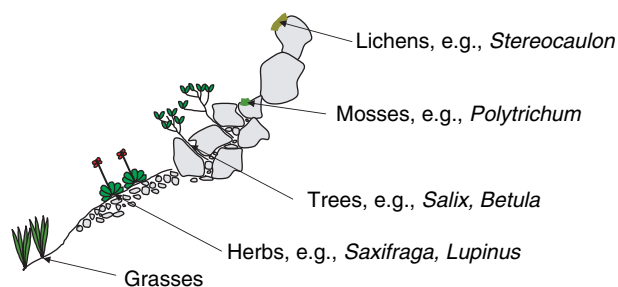 Lichens, e.g., Stereocaulon
Mosses, e.g., Polytrichum
Trees, e.g., Salix, Betula
Herbs, e.g., Saxifraga, Lupinus
Grasses